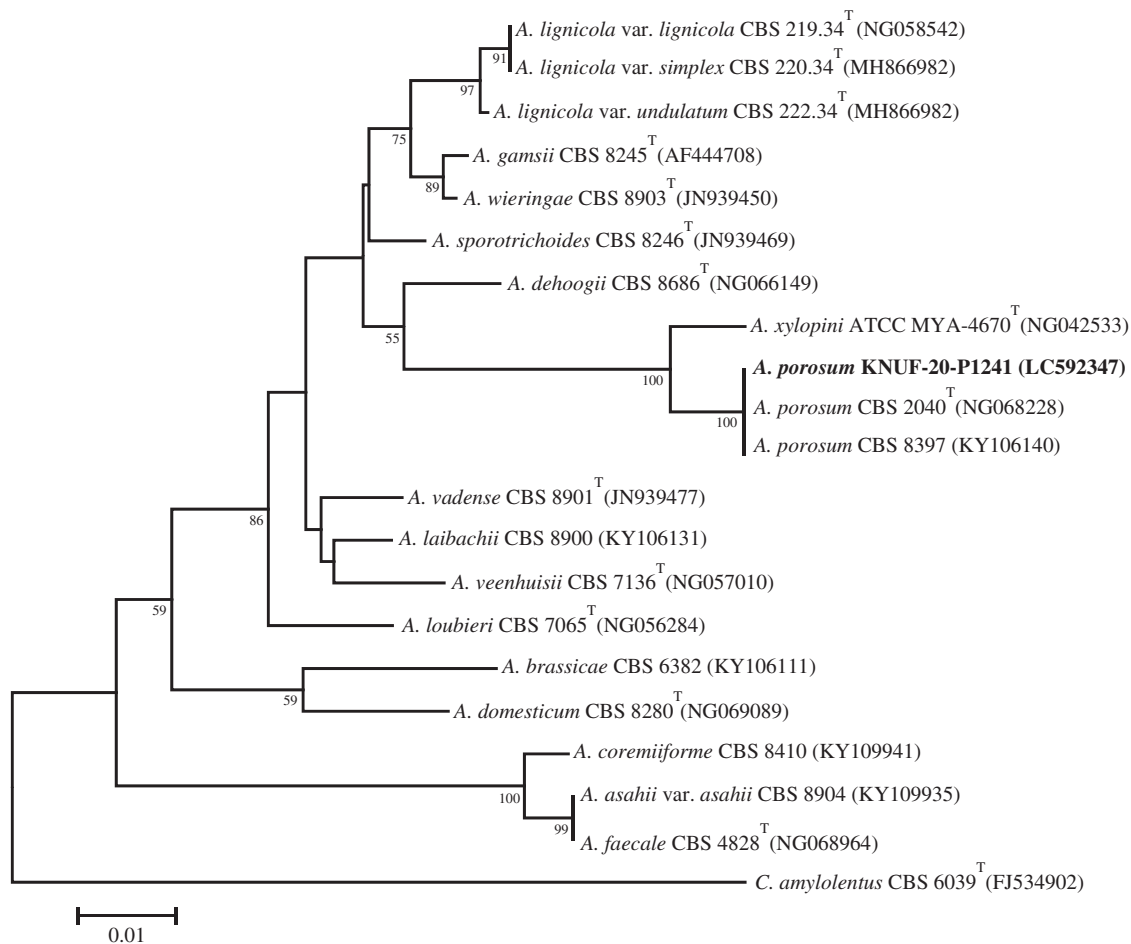 A. lignicola var. lignicola CBS 219.34T(NG058542)
91
A. lignicola var. simplex CBS 220.34T(MH866982)
97
A. lignicola var. undulatum CBS 222.34T(MH866982)
75
A. gamsii CBS 8245T(AF444708)
89
A. wieringae CBS 8903T(JN939450)
A. sporotrichoides CBS 8246T(JN939469)
A. dehoogii CBS 8686T(NG066149)
A. xylopini ATCC MYA-4670T(NG042533)
55
A. porosum KNUF-20-P1241 (LC592347)
100
A. porosum CBS 2040T(NG068228)
100
A. porosum CBS 8397 (KY106140)
A. vadense CBS 8901T(JN939477)
86
A. laibachii CBS 8900 (KY106131)
A. veenhuisii CBS 7136T(NG057010)
59
A. loubieri CBS 7065T(NG056284)
A. brassicae CBS 6382 (KY106111)
59
A. domesticum CBS 8280T(NG069089)
A. coremiiforme CBS 8410 (KY109941)
100
A. asahii var. asahii CBS 8904 (KY109935)
99
A. faecale CBS 4828T(NG068964)
C. amylolentus CBS 6039T(FJ534902)
0.01